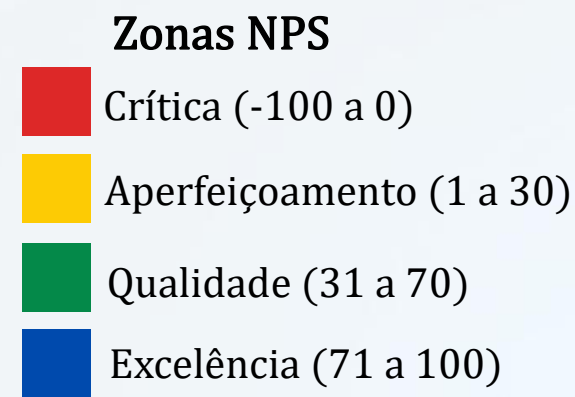 Zonas NPS
Crítica (-100 a 0)
Aperfeiçoamento (1 a 30)
Qualidade (31 a 70)
Excelência (71 a 100)